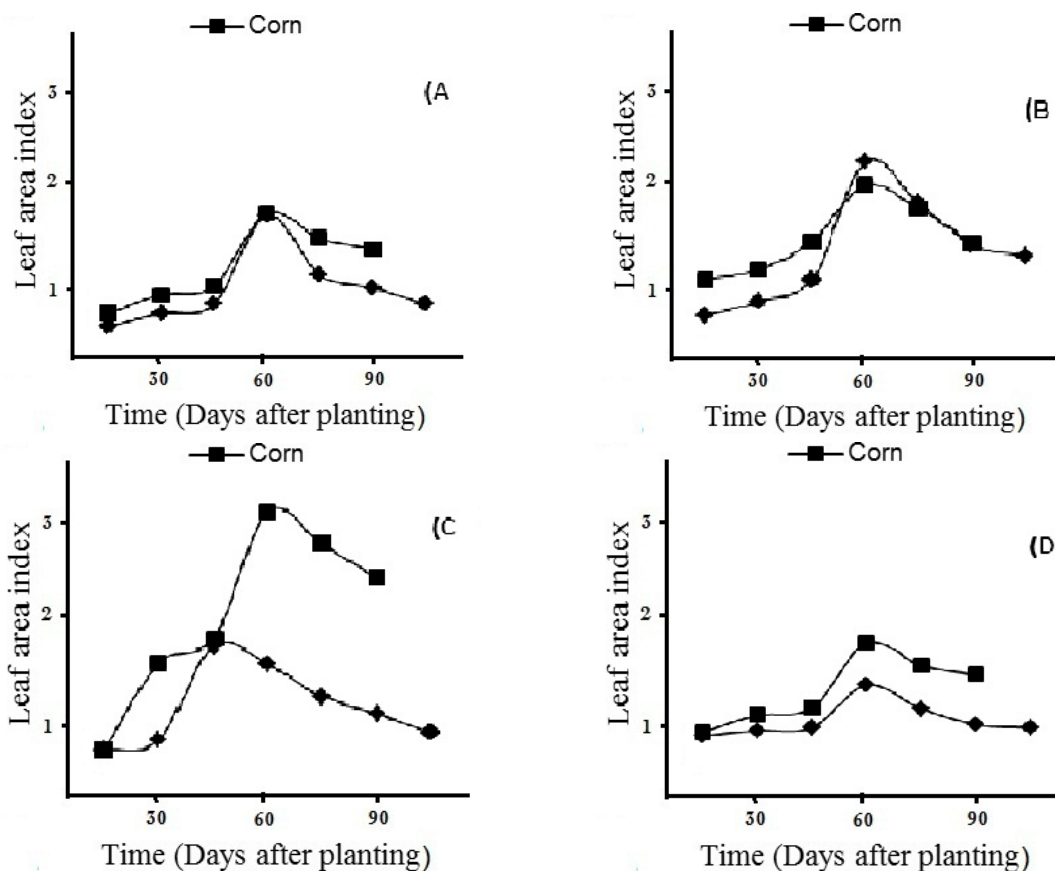 Corn
(A
3
2
1
Leaf area index
30 60 90
Time (Days after planting)
Corn
(B
3
2
1
Leaf area index
30 60 90
Time (Days after planting)
Corn
(C
3
2
1
Leaf area index
30 60 90
Time (Days after planting)
Corn
(D
3
2
1
Leaf area index
30 60 90
Time (Days after planting)